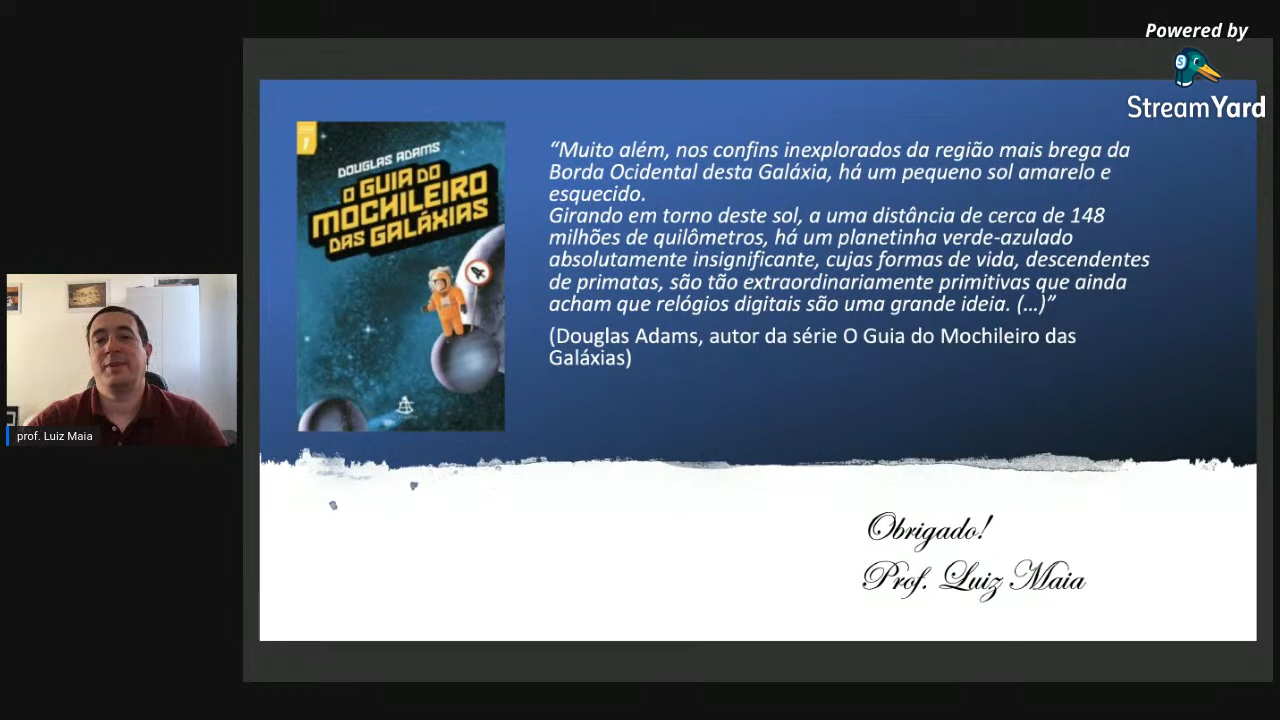 Powered by
StreamYard
1
DOUGLAS ADAMS
O GUIA DO
MOCHILEIRO
DAS GALÁXIAS
4
“Muito além, nos confins inexplorados da região mais brega da
Borda Ocidental desta Galáxia, há um pequeno sol amarelo e
esquecido.
Girando em torno deste sol, a uma distância de cerca de 148
milhões de quilômetros, há um planetinha verde-azulado
absolutamente insignificante, cujas formas de vida, descendentes
de primatas, são tão extraordinariamente primitivas que ainda
acham que relógios digitais são uma grande ideia. (...)”
(Douglas Adams, autor da série O Guia do Mochileiro das
Galáxias)
prof. Luiz Maia
Obrigado!
Prof. Luiz Maia